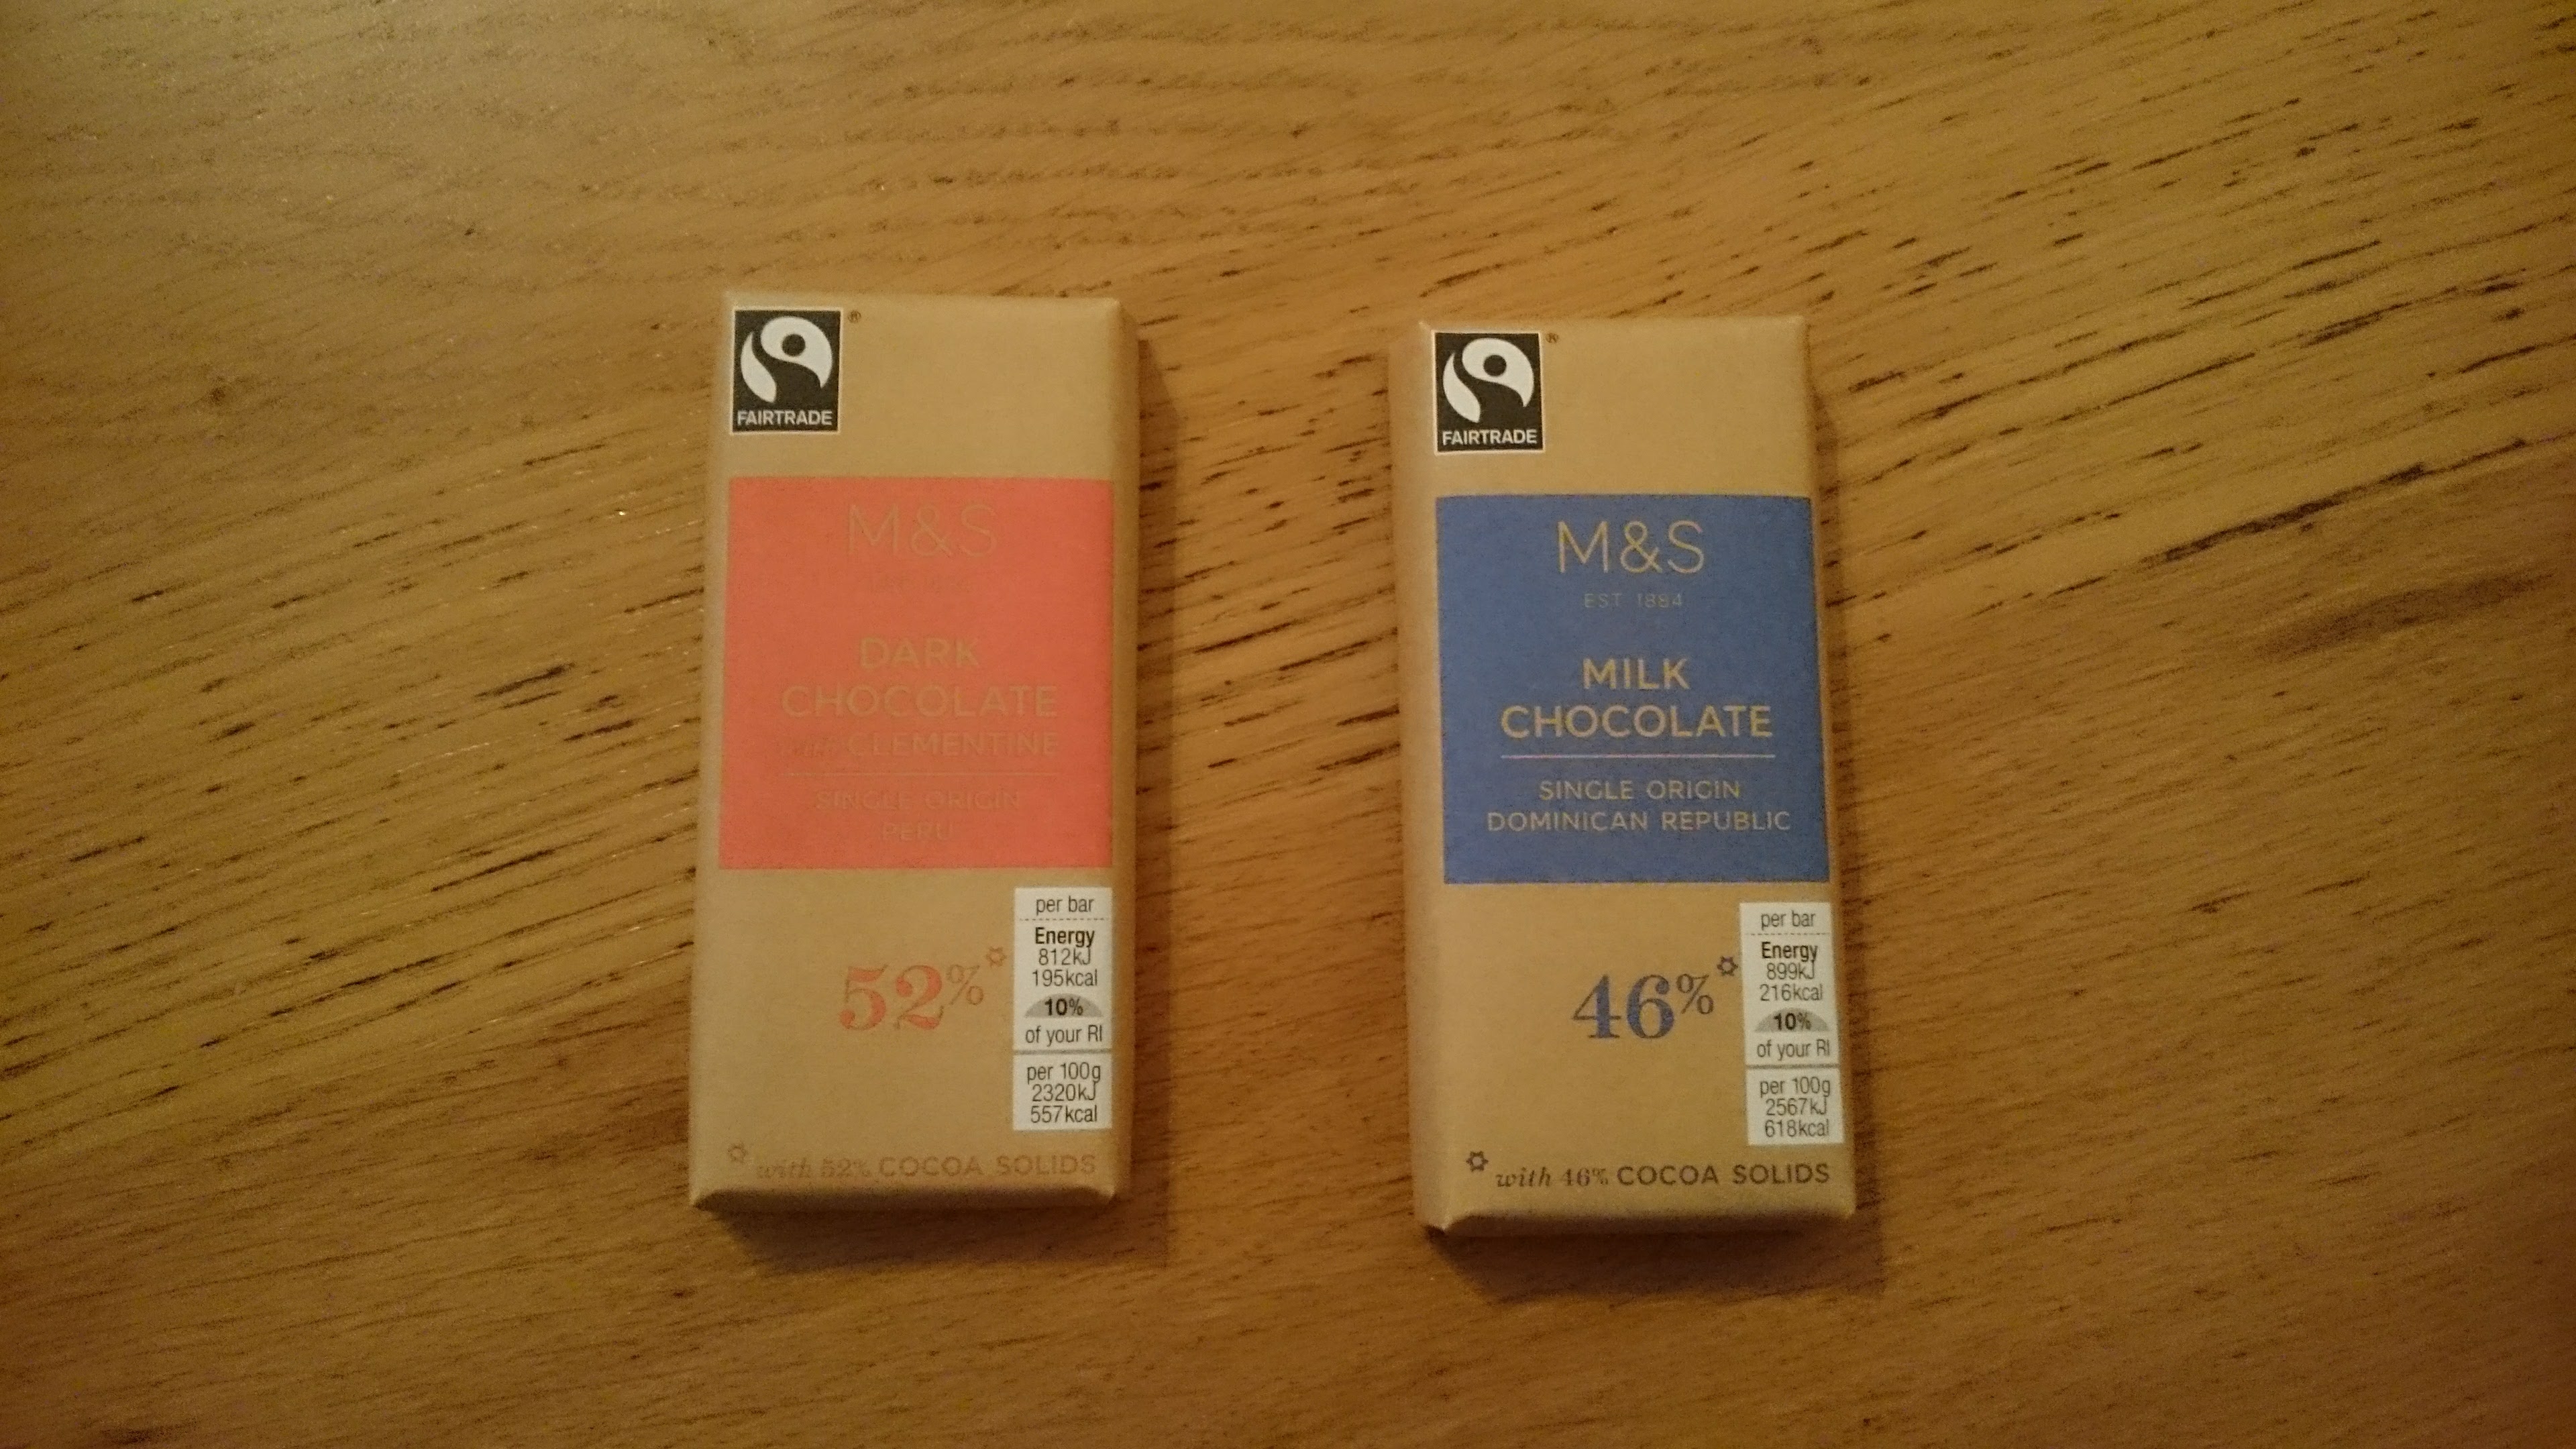 FAIRTRADE
®
M&S
DARK
CHOCOLATE
with CLEMENTINE
SINGLE ORIGIN
PERU
52%
per bar
Energy
812kJ
195kcal
10%
of your RI
per 100g
2320kJ
557kcal
with 52% COCOA SOLIDS
FAIRTRADE
®
M&S
EST 1884
MILK
CHOCOLATE
SINGLE ORIGIN
DOMINICAN REPUBLIC
46%
per bar
Energy
899kJ
216kcal
10%
of your RI
per 100g
2567kJ
618kcal
with 46% COCOA SOLIDS